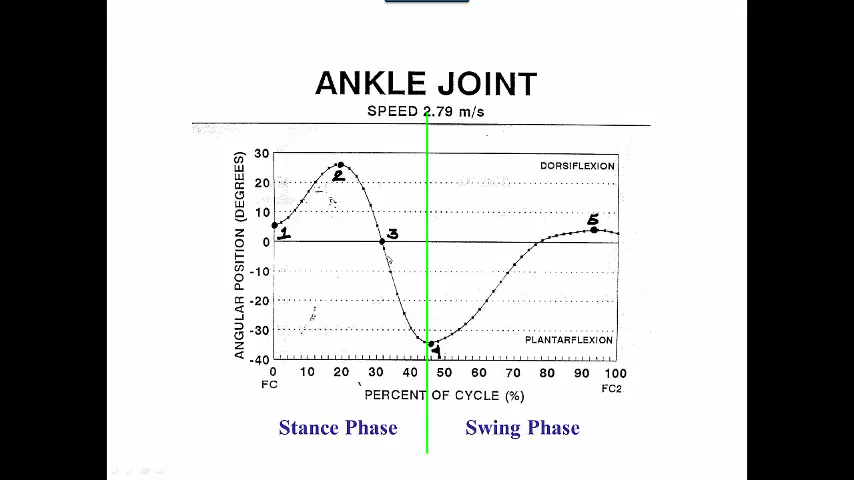 ANKLE JOINT
SPEED 2.79 m/s
30
20
10
0
-10
-20
-30
-40
ANGULAR POSITION (DEGREES)
DORSIFLEXION
PLANTARFLEXION
1
2
3
4
5
0 10 20 30 40 50 60 70 80 90 100
FC
FC2
PERCENT OF CYCLE (%)
Stance Phase
Swing Phase